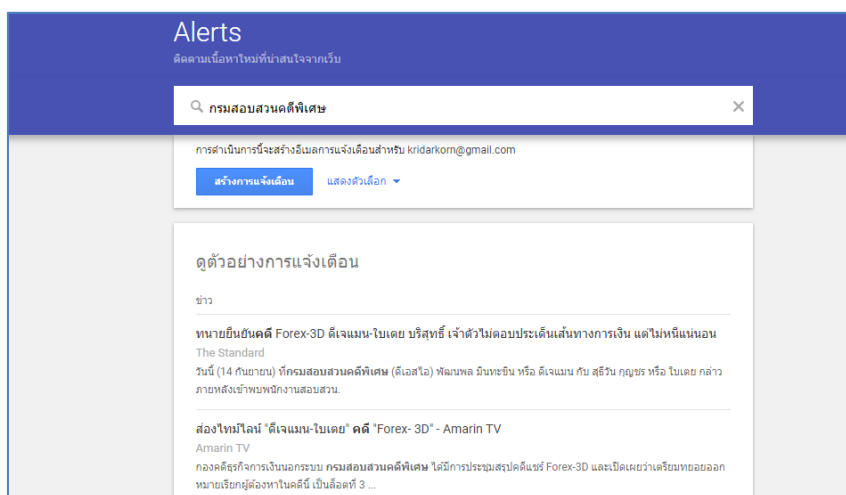 Alerts
ติดตามเนื้อหาใหม่ที่น่าสนใจจากเว็บ
กรมสอบสวนคดีพิเศษ
การดำเนินการนี้จะสร้างอีเมลการแจ้งเตือนสำหรับ kridarkorn@gmail.com
สร้างการแจ้งเตือน แสดงตัวเลือก
ดูตัวอย่างการแจ้งเตือน
ข่าว
ทนายยืนยันคดี Forex-3D ดีเจแมน-ใบเตย บริสุทธิ์ เจ้าตัวไม่ตอบประเด็นเส้นทางการเงิน แต่ไม่หนีแน่นอน
The Standard
วันนี้ (14 กันยายน) ที่กรมสอบสวนคดีพิเศษ (ดีเอสไอ) พัฒนพล มินทะขิน หรือ ดีเจแมน กับ สุธีวัน กุญชร หรือ ใบเตย กล่าว
ภายหลังเข้าพบพนักงานสอบสวน.
ส่องไทม์ไลน์ "ดีเจแมน-ใบเตย" คดี "Forex- 3D" - Amarin TV
Amarin TV
กองคดีธุรกิจการเงินนอกระบบ กรมสอบสวนคดีพิเศษ ได้มีการประชุมสรุปคดีแชร์ Forex-3D และเปิดเผยว่าเตรียมทยอยออก
หมายเรียกผู้ต้องหาในคดีนี้ เป็นล็อตที่ 3 ...